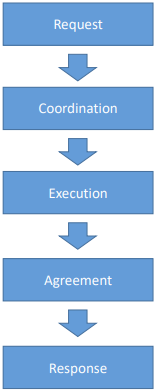 Request
Coordination
Execution
Agreement
Response